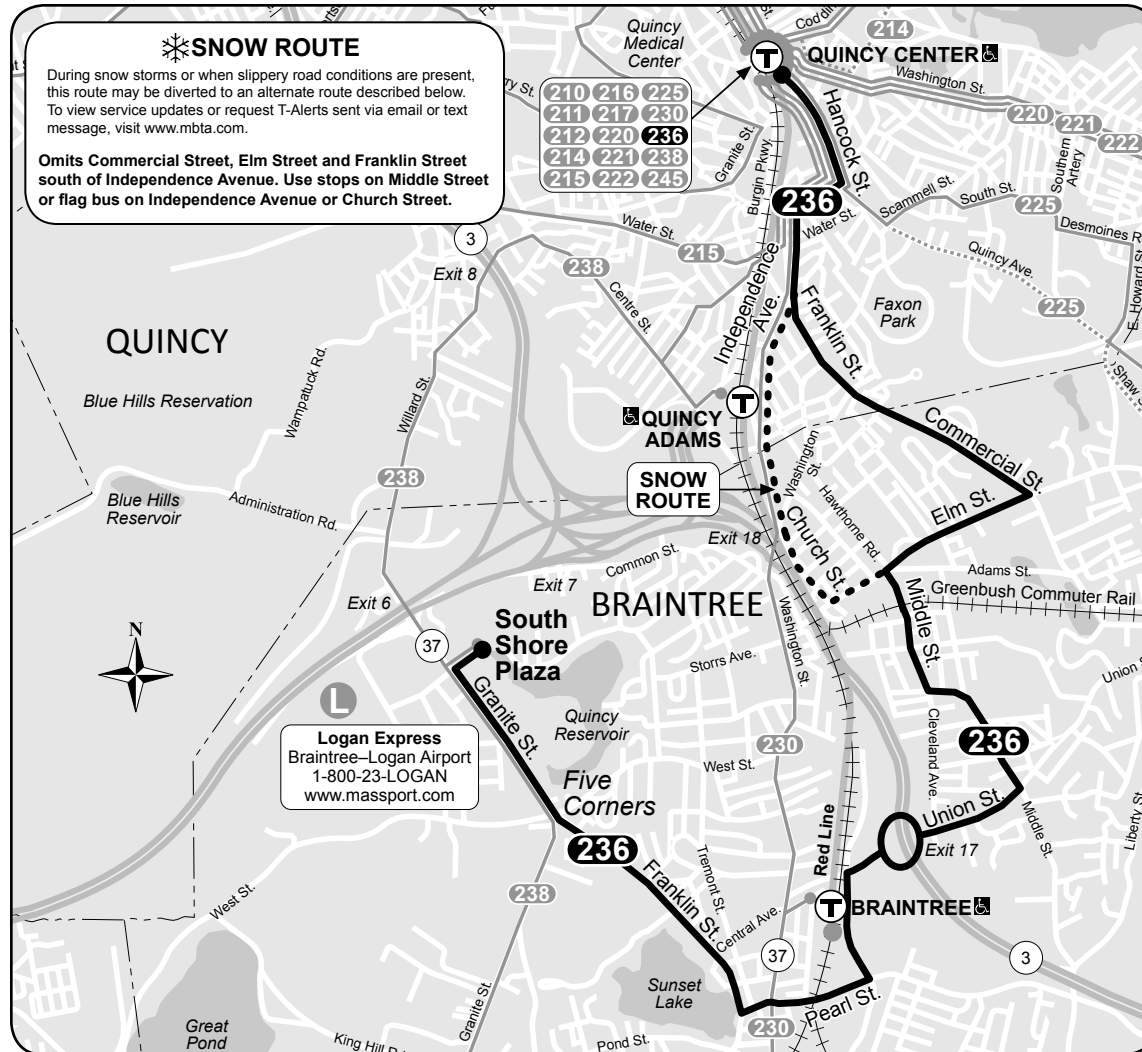 SNOW ROUTE
During snow storms or when slippery road conditions are present,
this route may be diverted to an alternate route described below.
To view service updates or request T-Alerts sent via email or text
message, visit www.mbta.com.
Omits Commercial Street, Elm Street and Franklin Street
south of Independence Avenue. Use stops on Middle Street
or flag bus on Independence Avenue or Church Street.
Quincy
Medical
Center
T
QUINCY CENTER
214
Washington St.
220
221
222
210 216 225
211 217 230
212 220 236
214 221 238
215 222 245
Granite St.
Burgin Pkwy.
Hancock St.
236
Water St.
Scammell St.
South St.
Southern
Artery
225
Desmoines R
E. Howard St.
Quincy Ave.
225
Shaw S
3
Exit 8
Water St.
215
238
Centre St.
Independence
Ave.
Franklin St.
Faxon
Park
QUINCY
Blue Hills Reservation
Wampatuck Rd.
Willard St.
T
QUINCY
ADAMS
Commercial St.
Elm St.
238
Blue Hills
Reservoir
Administration Rd.
SNOW
ROUTE
Washington
St.
Hawthorne Rd.
Church St.
Exit 18
Common St.
Exit 7
Exit 6
BRAINTREE
Adams St.
Greenbush Commuter Rail
Middle St.
N
37
South
Shore
Plaza
Granite St.
Storrs Ave.
Washington St.
Union S
L
Logan Express
Braintree–Logan Airport
1-800-23-LOGAN
www.massport.com
Quincy
Reservoir
230
West St.
Cleveland Ave.
236
Five
Corners
Union St.
Middle St.
Liberty St.
Exit 17
236
Red Line
Tremont St.
Franklin St.
238
West St.
T
BRAINTREE
Central Ave.
37
3
Sunset
Lake
Pearl St.
230
Granite St.
Great
Pond
King Hill R
Pond St.